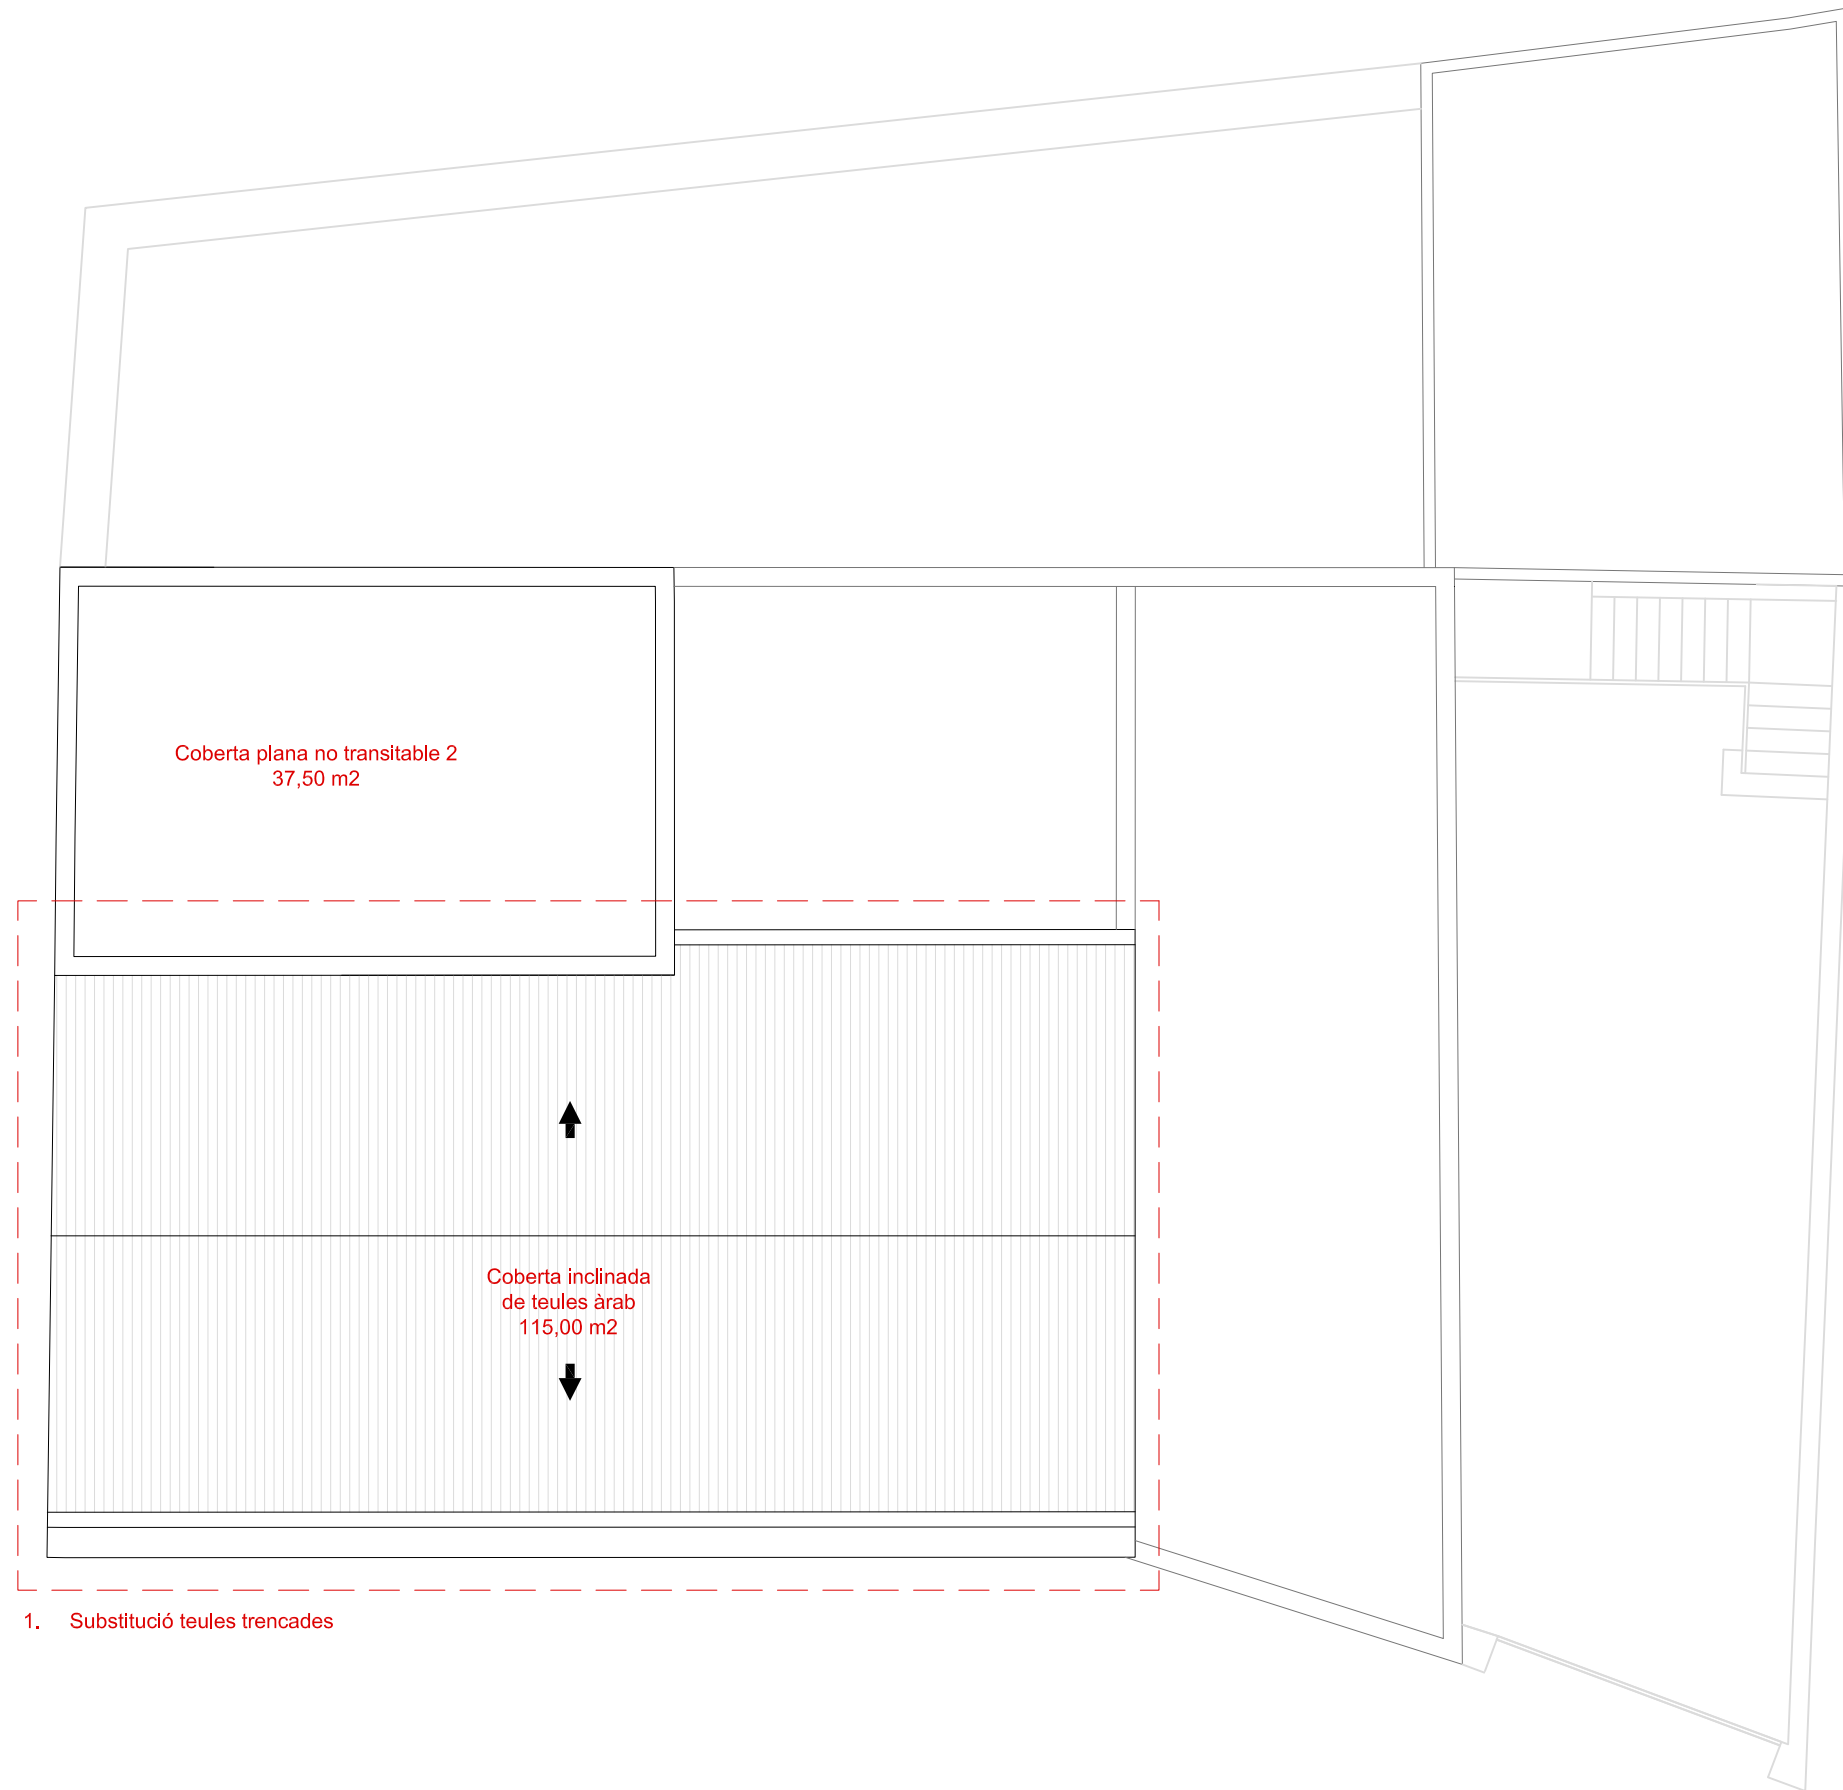 Coberta plana no transitable 2
37,50 m2
Coberta inclinada
de teules àrab
115,00 m2
1. Substitució teules trencades